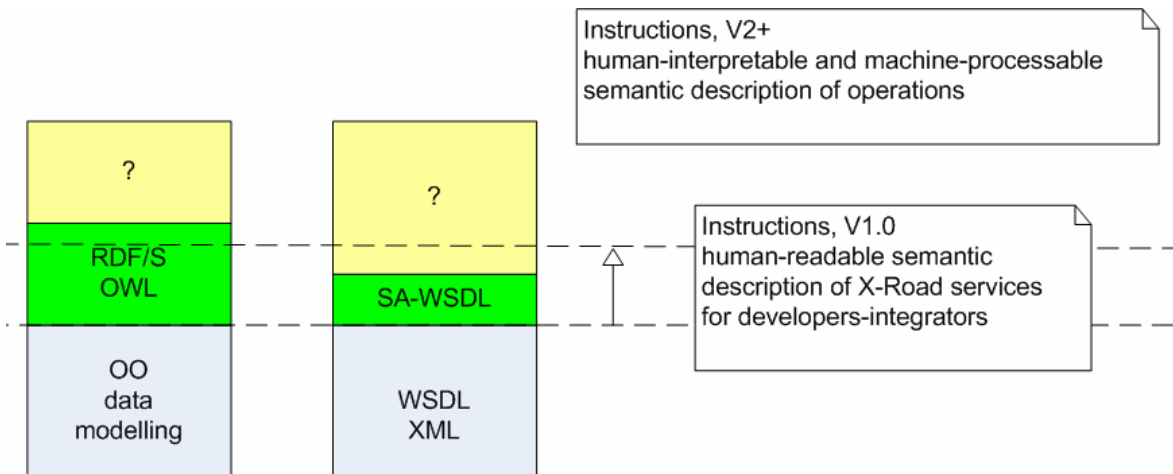 Instructions, V2+
human-interpretable and machine-processable
semantic description of operations
?
?
Instructions, V1.0
human-readable semantic
description of X-Road services
for developers-integrators
RDF/S
OWL
SA-WSDL
OO
data
modelling
WSDL
XML